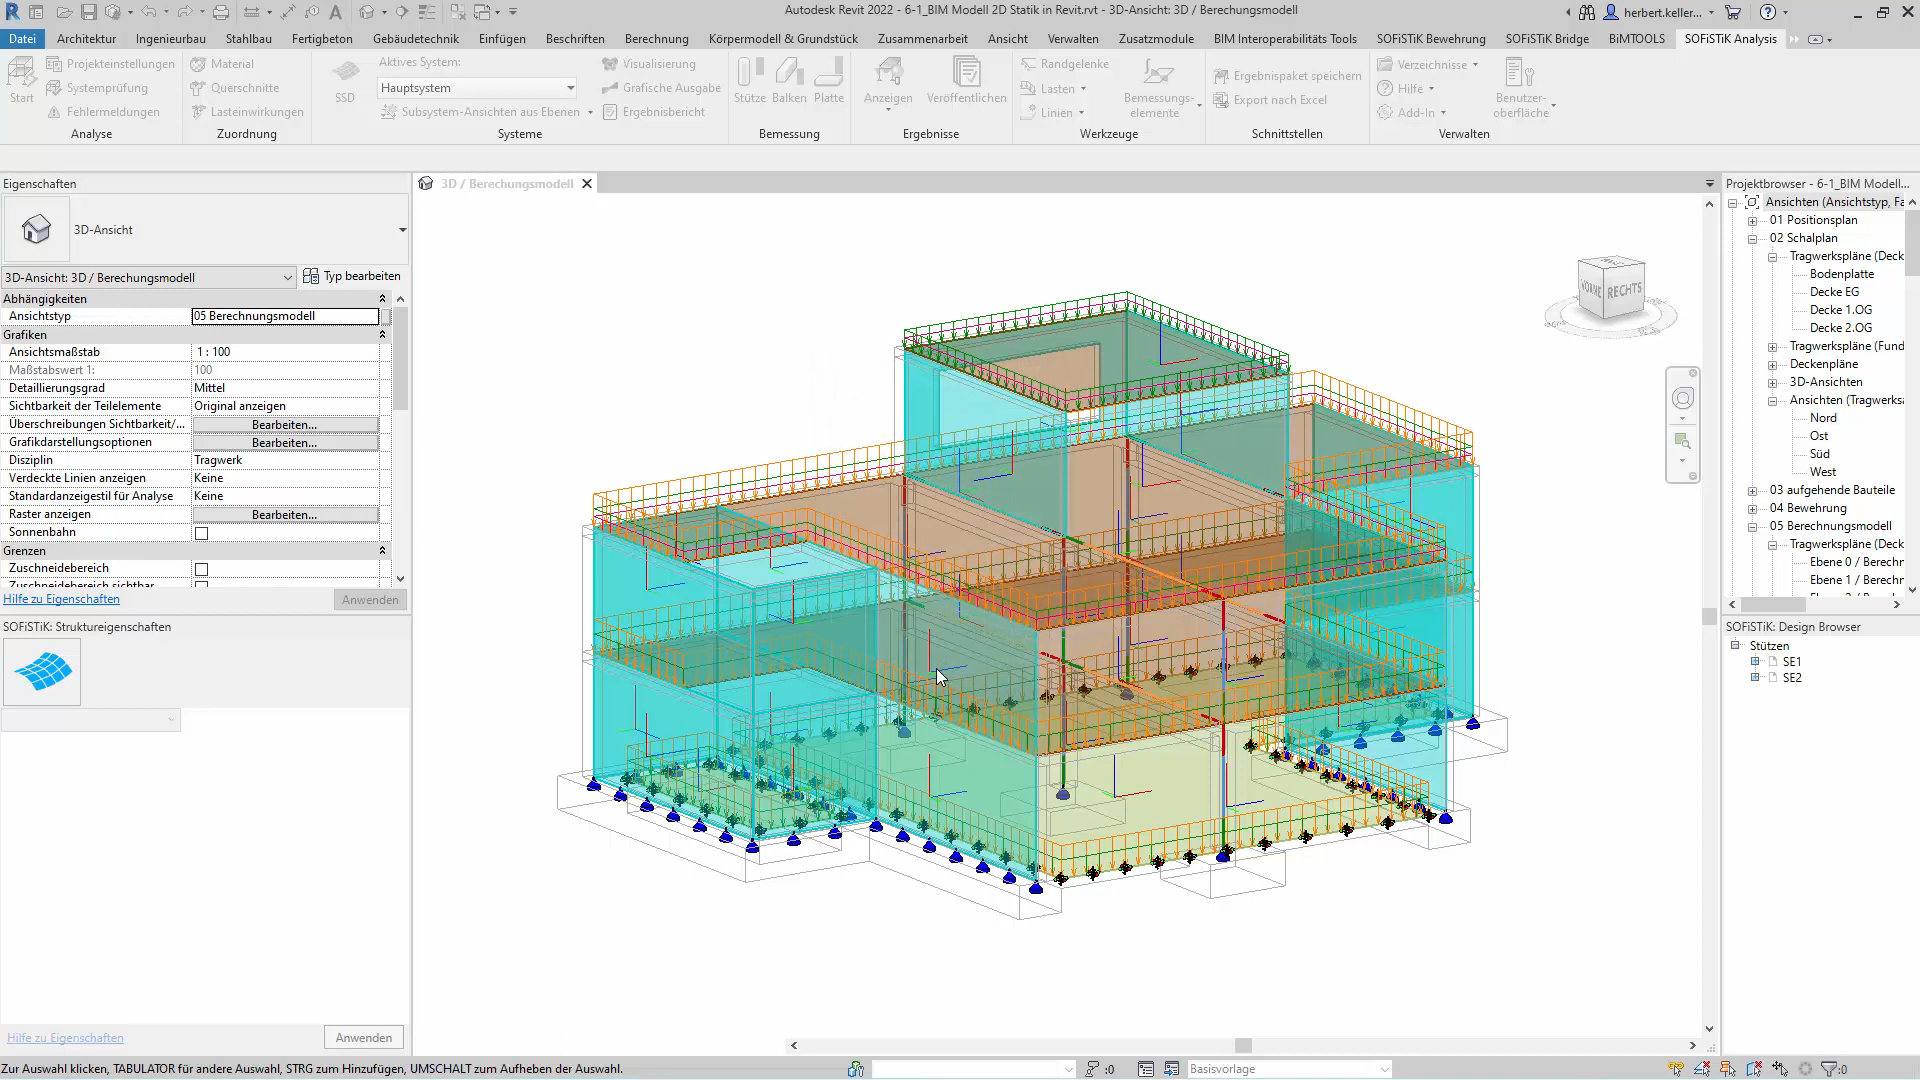 Autodesk Revit 2022 - 6-1_BIM Modell 2D Statik in Revit.rvt - 3D-Ansicht: 3D / Berechungsmodell
herbert.keller...
Datei Architektur Ingenieurbau Stahlbau Fertigbeton Gebäudetechnik Einfügen Beschriften Berechnung Körpermodell & Grundstück Zusammenarbeit Ansicht Verwalten Zusatzmodule BIM Interoperabilitäts Tools SOFiSTiK Bewehrung SOFiSTiK Bridge BiMTOOLS SOFiSTiK Analysis
Start
Projekteinstellungen
Systemprüfung
Fehlermeldungen
Analyse
Material
Querschnitte
Lasteinwirkungen
Zuordnung
SSD
Aktives System:
Hauptsystem
Subsystem-Ansichten aus Ebenen
Visualisierung
Grafische Ausgabe
Ergebnisbericht
Systeme
Stütze Balken Platte
Bemessung
Anzeigen Veröffentlichen
Ergebnisse
Randgelenke
Lasten
Linien
Bemessungs-
elemente
Werkzeuge
Ergebnispaket speichern
Export nach Excel
Schnittstellen
Verzeichnisse
Hilfe
Add-In
Benutzer-
oberfläche
Verwalten
Eigenschaften
3D-Ansicht
3D-Ansicht: 3D / Berechungsmodell
Typ bearbeiten
Abhängigkeiten
Ansichtstyp 05 Berechnungsmodell
Grafiken
Ansichtsmaßstab 1 : 100
Maßstabswert 1: 100
Detaillierungsgrad Mittel
Sichtbarkeit der Teilelemente Original anzeigen
Überschreibungen Sichtbarkeit/... Bearbeiten...
Grafikdarstellungsoptionen Bearbeiten...
Disziplin Tragwerk
Verdeckte Linien anzeigen Keine
Standardanzeigestil für Analyse Keine
Raster anzeigen Bearbeiten...
Sonnenbahn
Grenzen
Zuschneidebereich
Zuschneidebereich sichtbar
Hilfe zu Eigenschaften Anwenden
SOFiSTiK: Struktureigenschaften
Hilfe zu Eigenschaften Anwenden
3D / Berechungsmodell
VORNE RECHTS
Projektbrowser - 6-1_BIM Modell...
Ansichten (Ansichtstyp, Fa
01 Positionsplan
02 Schalplan
Tragwerkspläne (Deck
Bodenplatte
Decke EG
Decke 1.OG
Decke 2.OG
Tragwerkspläne (Fund
Deckenpläne
3D-Ansichten
Ansichten (Tragwerksa
Nord
Ost
Süd
West
03 aufgehende Bauteile
04 Bewehrung
05 Berechnungsmodell
Tragwerkspläne (Deck
Ebene 0 / Berechn
Ebene 1 / Berechn
SOFiSTiK: Design Browser
Stützen
SE1
SE2
Zur Auswahl klicken, TABULATOR für andere Auswahl, STRG zum Hinzufügen, UMSCHALT zum Aufheben der Auswahl.
:0
Basisvorlage
:0